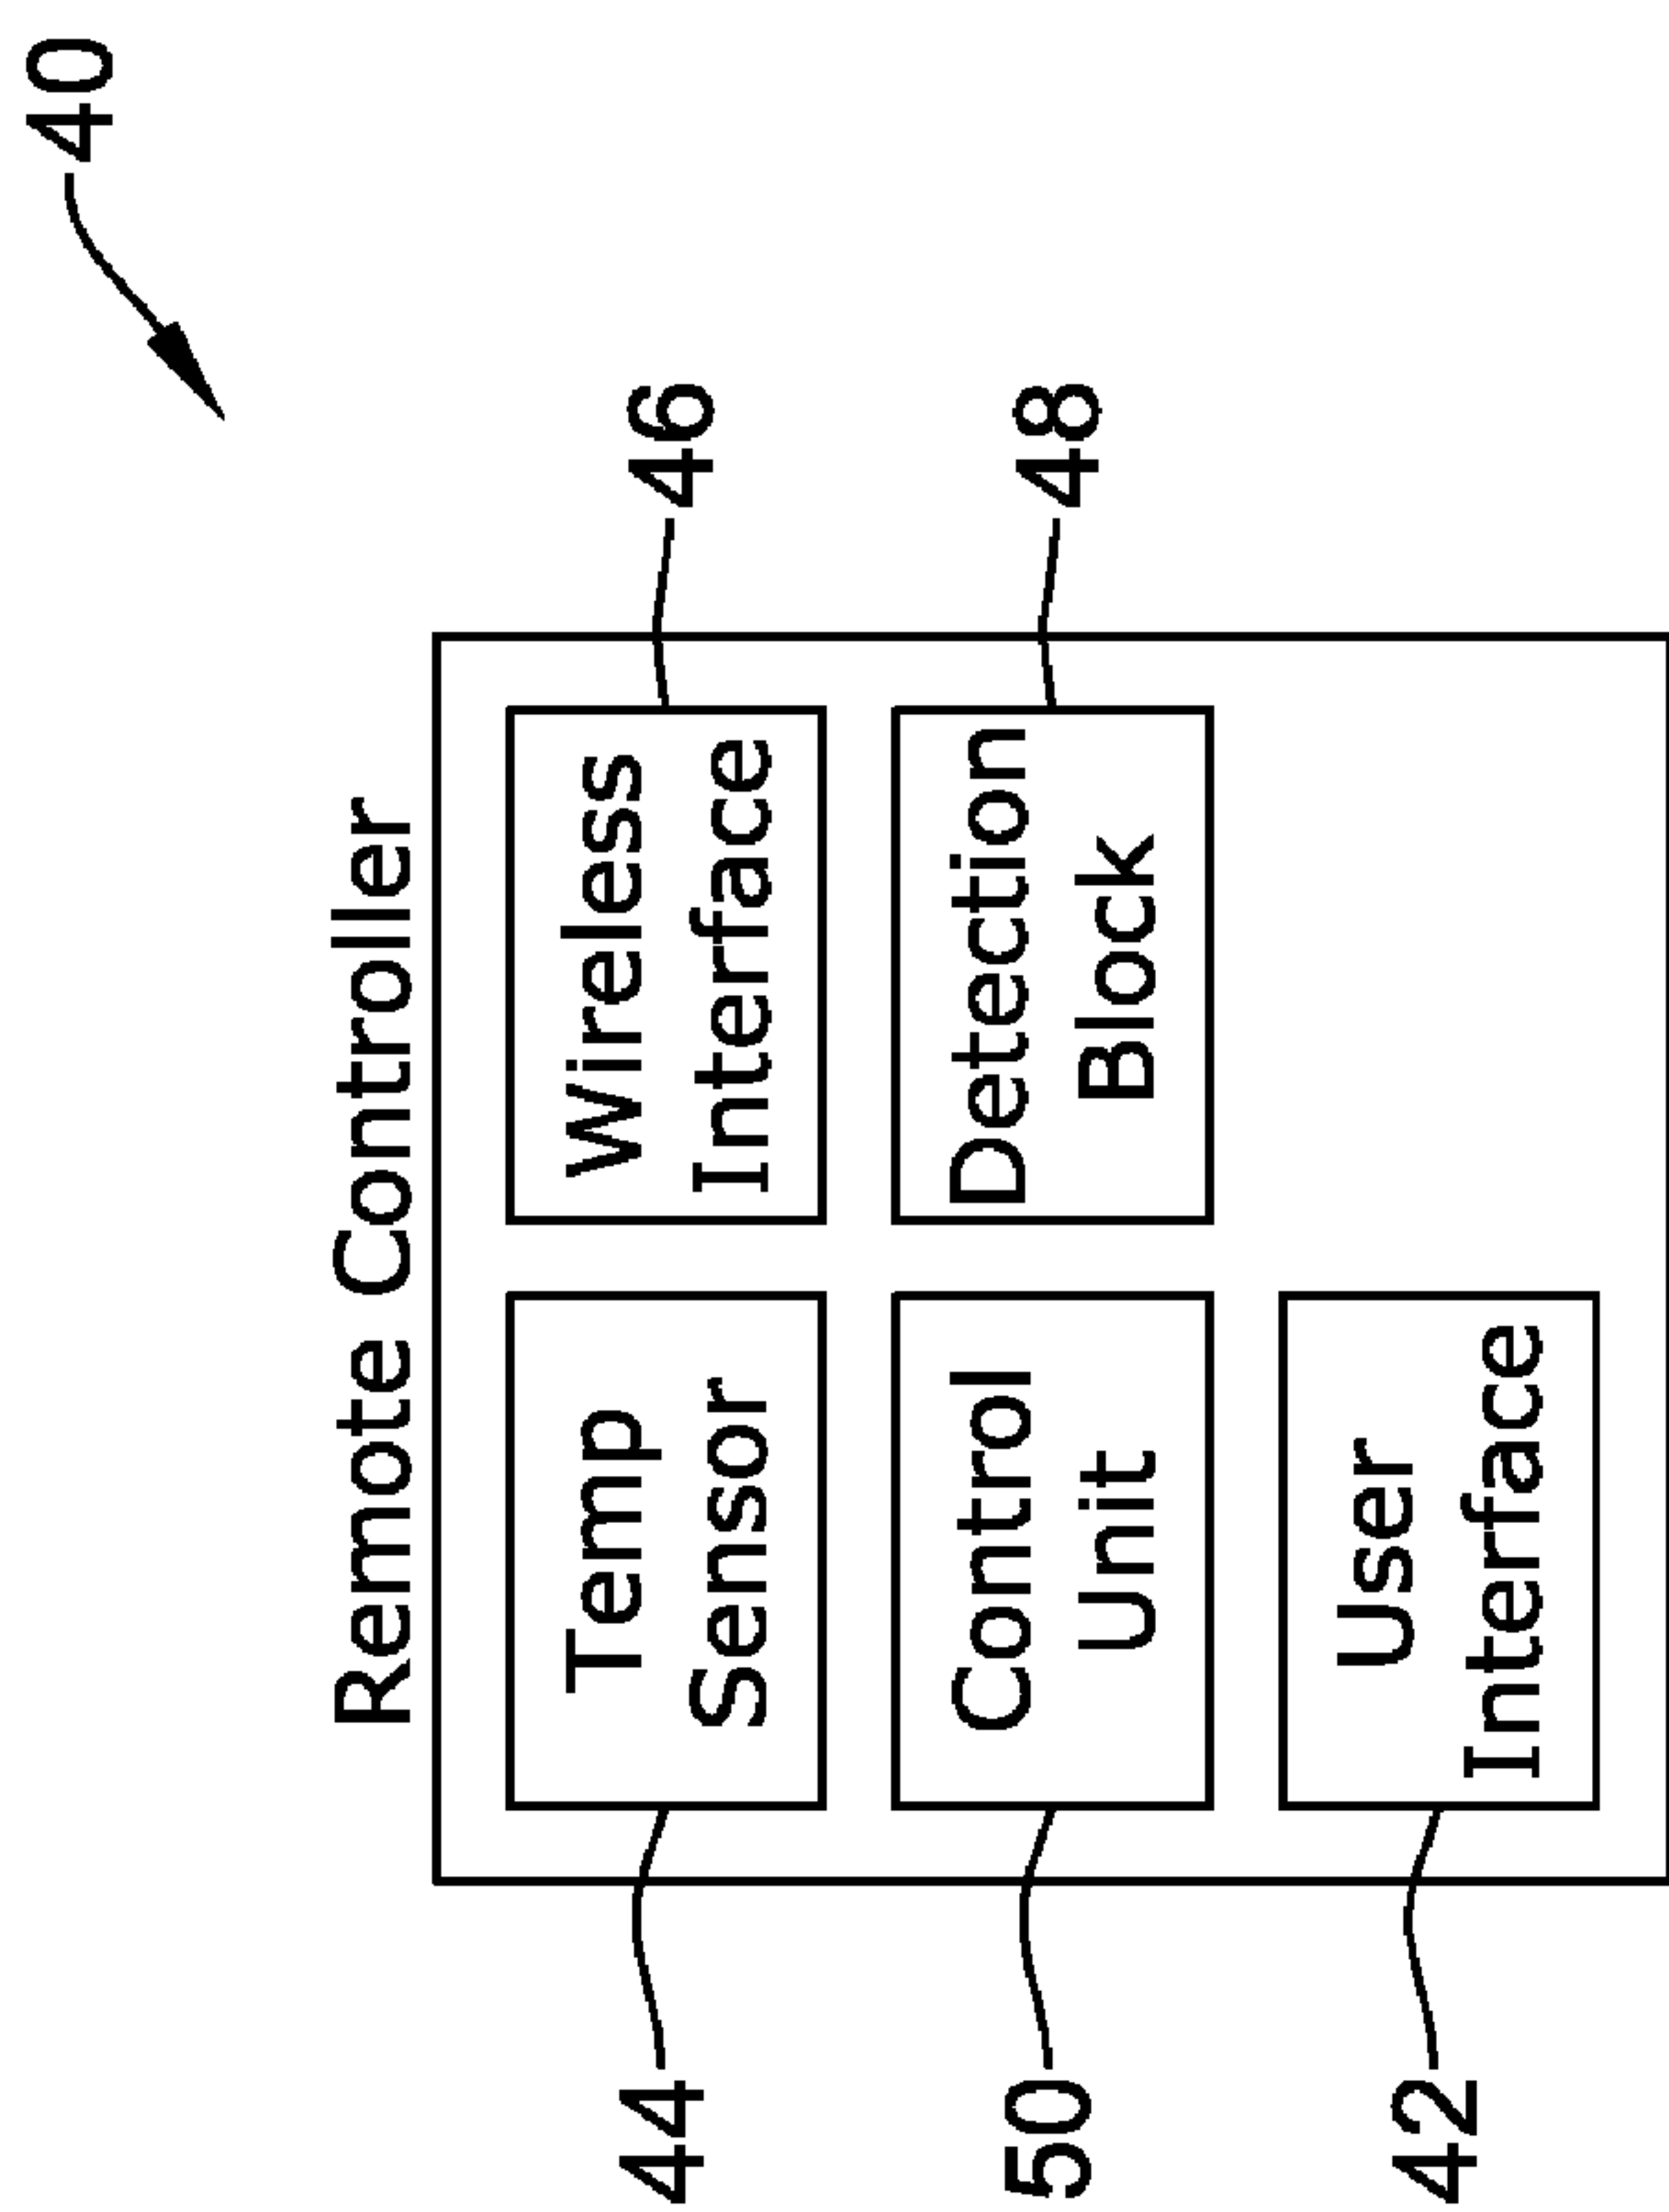 40
Remote Controller
44
Temp
Sensor
Wireless
Interface
46
50
Control
Unit
Detection
Block
48
42
User
Interface